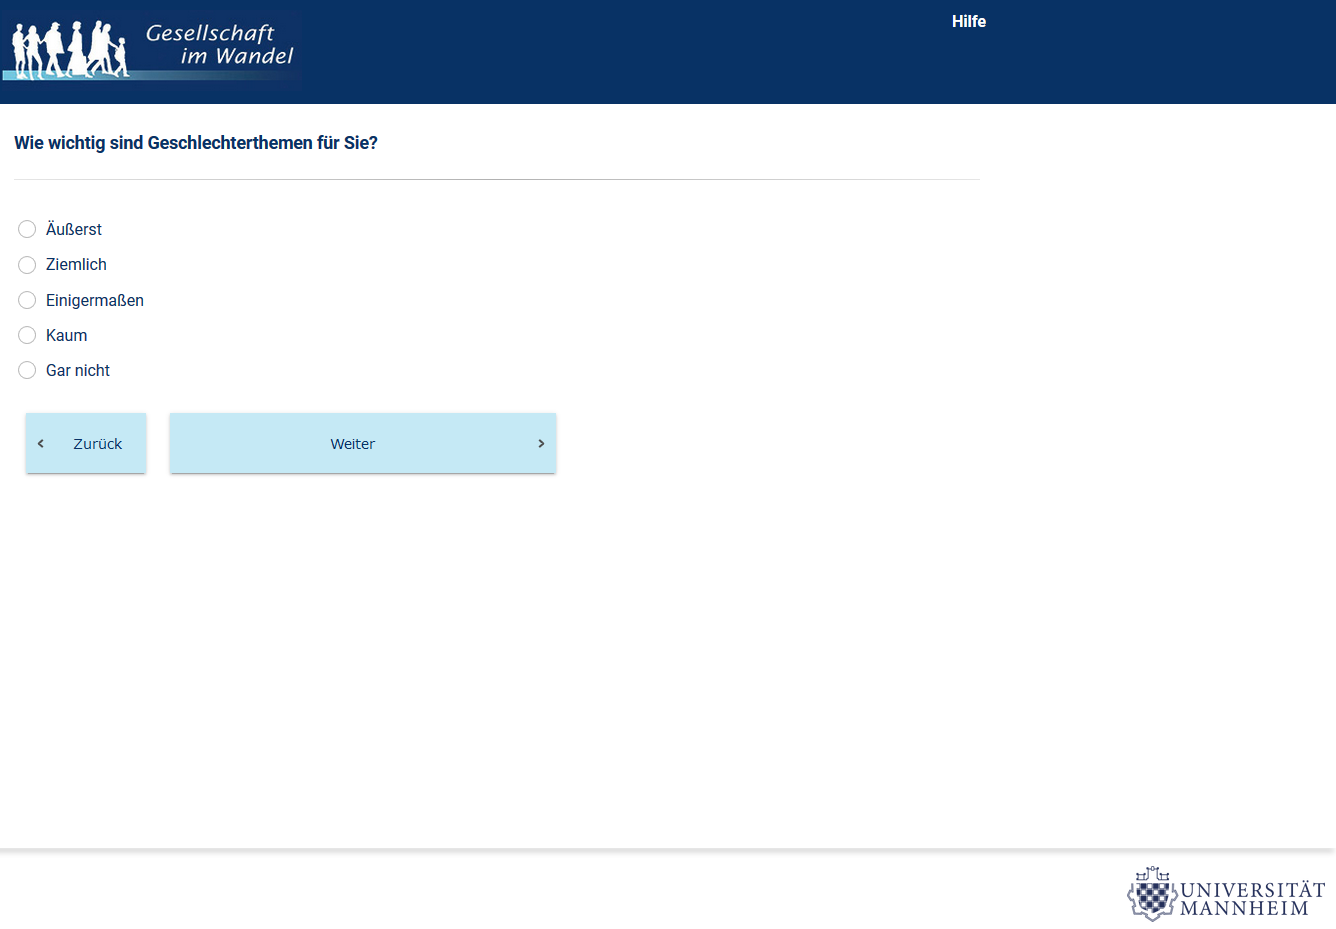 Gesellschaft
im Wandel
Hilfe
Wie wichtig sind Geschlechterthemen für Sie?
Äußerst
Ziemlich
Einigermaßen
Kaum
Gar nicht
Zurück
Weiter
UNIVERSITÄT
MANNHEIM